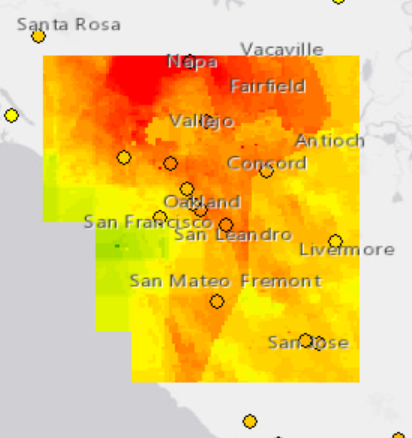 Santa Rosa
Vacaville
Napa
Fairfield
Vallejo
Antioch
Concord
Oakland
San Francisco
San Leandro
Livermore
San Mateo
Fremont
San Jose